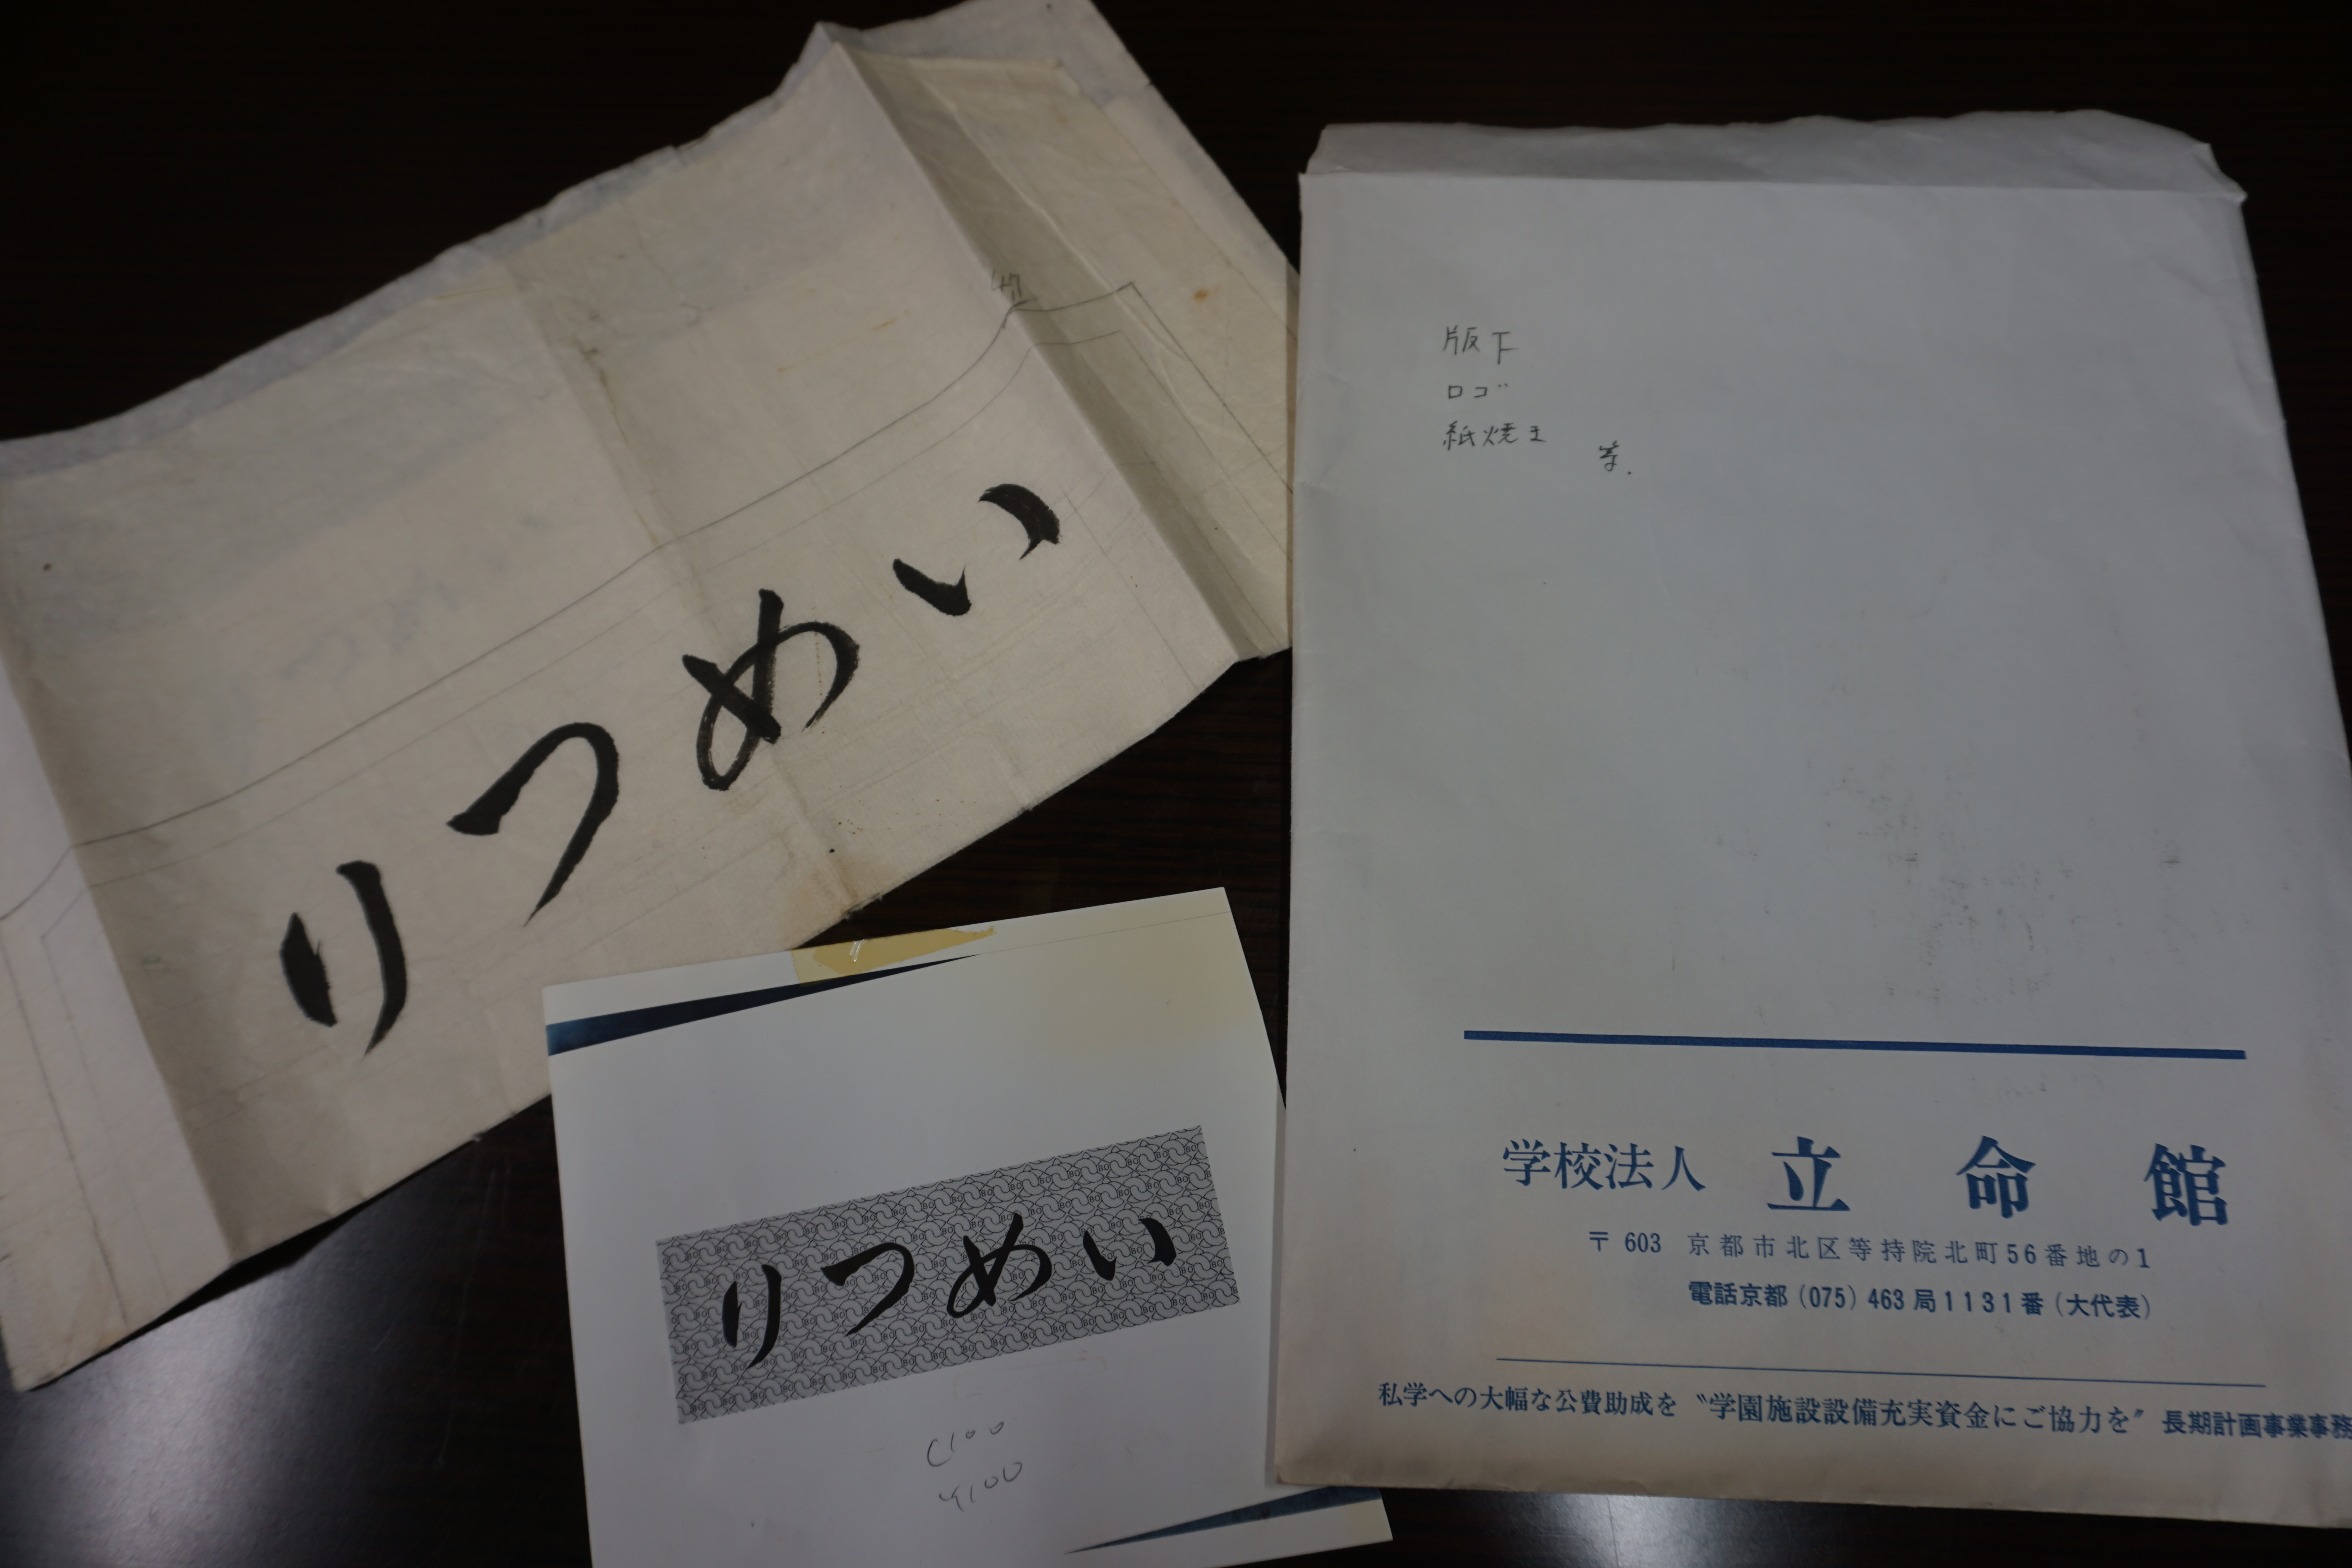 りつめい
りつめい
C100
Y100
版下
ロゴ
紙焼き
等.
学校法人 立命館
〒603 京都市北区等持院北町56番地の1
電話京都(075)463局1131番(大代表)
私学への大幅な公費助成を〝学園施設設備充実資金にご協力を〞長期計画事業事務